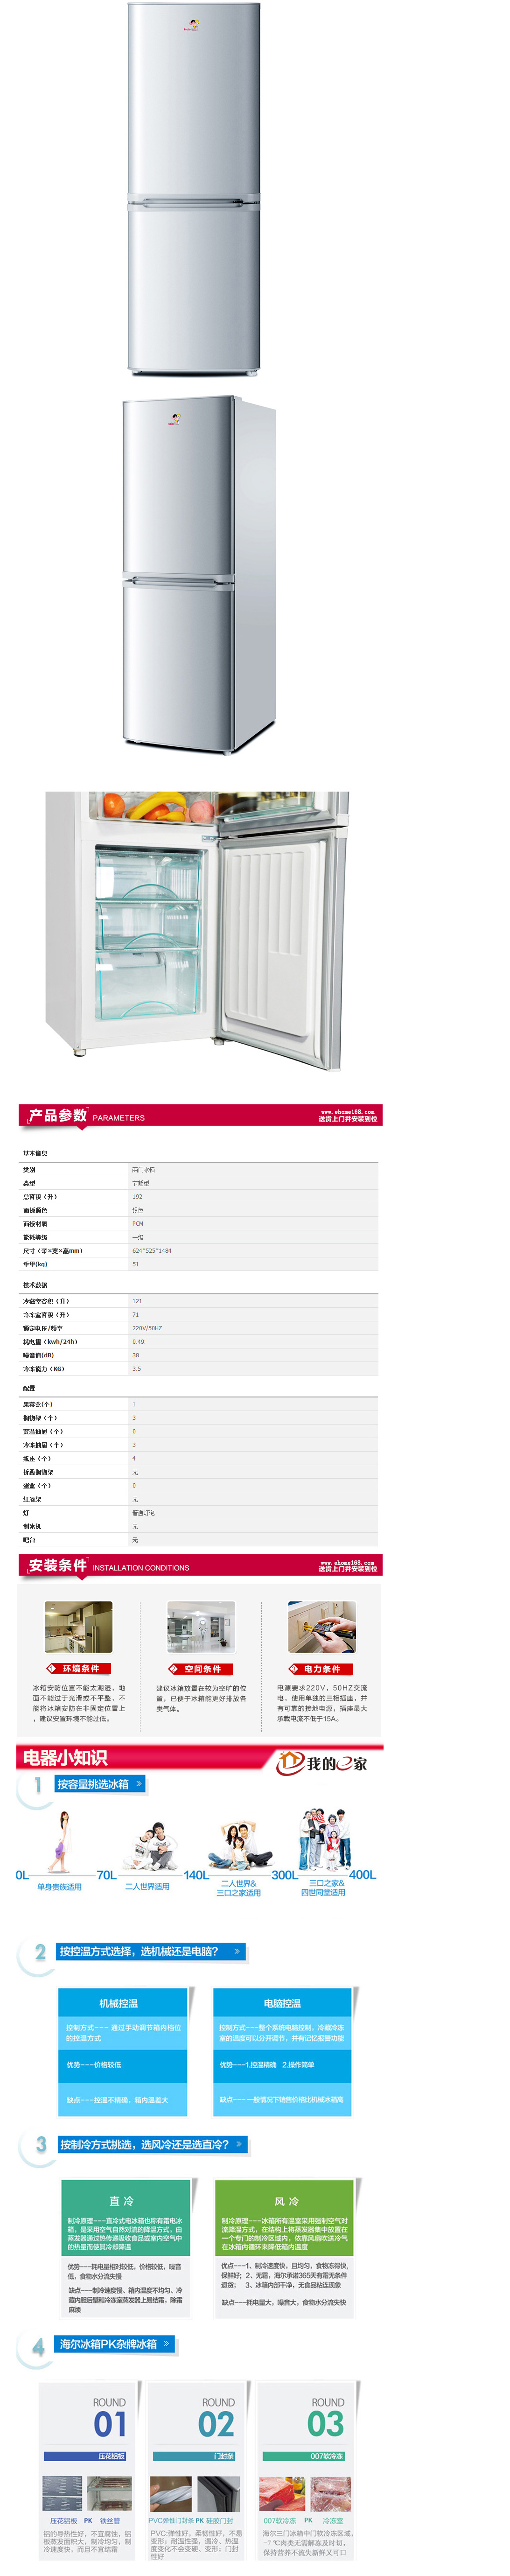 产品参数 PARAMETERS
www.ehome168.com
送货上门并安装到位
基本信息
类别 两门冰箱
类型 节能型
总容积（升） 192
面板颜色 银色
面板材质 PCM
能耗等级 一级
尺寸（深×宽×高mm） 624*525*1484
重量(kg) 51
技术数据
冷藏室容积（升） 121
冷冻室容积（升） 71
额定电压/频率 220V/50HZ
耗电量（kwh/24h） 0.49
噪音值(dB) 38
冷冻能力（KG） 3.5
配置
果菜盒(个) 1
搁物架（个） 3
变温抽屉（个） 0
冷冻抽屉（个） 3
瓶座（个） 4
折叠搁物架 无
蛋盒（个） 0
红酒架 无
灯 普通灯泡
制冰机 无
吧台 无
安装条件 INSTALLATION CONDITIONS
www.ehome168.com
送货上门并安装到位
1 环境条件
冰箱安防位置不能太潮湿，地
面不能过于光滑或不平整，不
能将冰箱安防在非固定位置上
，建议安置环境不能过低。
2 空间条件
建议冰箱放置在较为空旷的位
置，已便于冰箱能更好排放各
类气体。
3 电力条件
电源要求220V，50HZ交流
电，使用单独的三相插座，并
有可靠的接地电源，插座最大
承载电流不低于15A。
电器小知识
我的e家
1 按容量挑选冰箱 »
0L 70L 140L 300L 400L
单身贵族适用
二人世界适用
二人世界&
三口之家适用
三口之家&
四世同堂适用
2 按控温方式选择，选机械还是电脑？ »
机械控温
控制方式--- 通过手动调节箱内档位
的控温方式
优势---价格较低
缺点---控温不精确，箱内温差大
电脑控温
控制方式---整个系统电脑控制，冷藏冷冻
室的温度可以分开调节，并有记忆报警功能
优势---1.控温精确 2.操作简单
缺点--- 一般情况下销售价格比机械冰箱高
3 按制冷方式挑选，选风冷还是选直冷？ »
直 冷
制冷原理---直冷式电冰箱也称有霜电冰
箱，是采用空气自然对流的降温方式，由
蒸发器通过热传递吸收食品或室内空气中
的热量而使其冷却降温
优势---耗电量相对较低，价格较低，噪音
低，食物水分流失慢
缺点---制冷速度慢、箱内温度不均匀、冷
藏内胆后壁和冷冻室蒸发器上易结霜，除霜
麻烦
风 冷
制冷原理---冰箱所有温室采用强制空气对
流降温方式，在结构上将蒸发器集中放置在
一个专门的制冷区域内，依靠风扇吹送冷气
在冰箱内循环来降低箱内温度
优点---1、制冷速度快，且均匀，食物冻得快，
保鲜好； 2、无霜，海尔承诺365天有霜无条件
退货； 3、冰箱内部干净，无食品粘连现象
缺点---耗电量大，噪音大，食物水分流失快
4 海尔冰箱PK杂牌冰箱 »
ROUND
01
压花铝板
压花铝板 PK 铁丝管
铝的导热性好，不宜腐蚀，铝
板蒸发面积大，制冷均匀，制
冷速度快，而且不宜结霜
ROUND
02
门封条
PVC弹性门封条 PK 硅胶门封
PVC:弹性好，柔韧性好，不易
变形；耐温性强，遇冷、热温
度变化不会变硬、变形；门封
性好
ROUND
03
007软冷冻
007软冷冻 PK 冷冻室
海尔三门冰箱中门软冷冻区域，
-7℃肉类无需解冻及时切，
保持营养不流失新鲜又可口